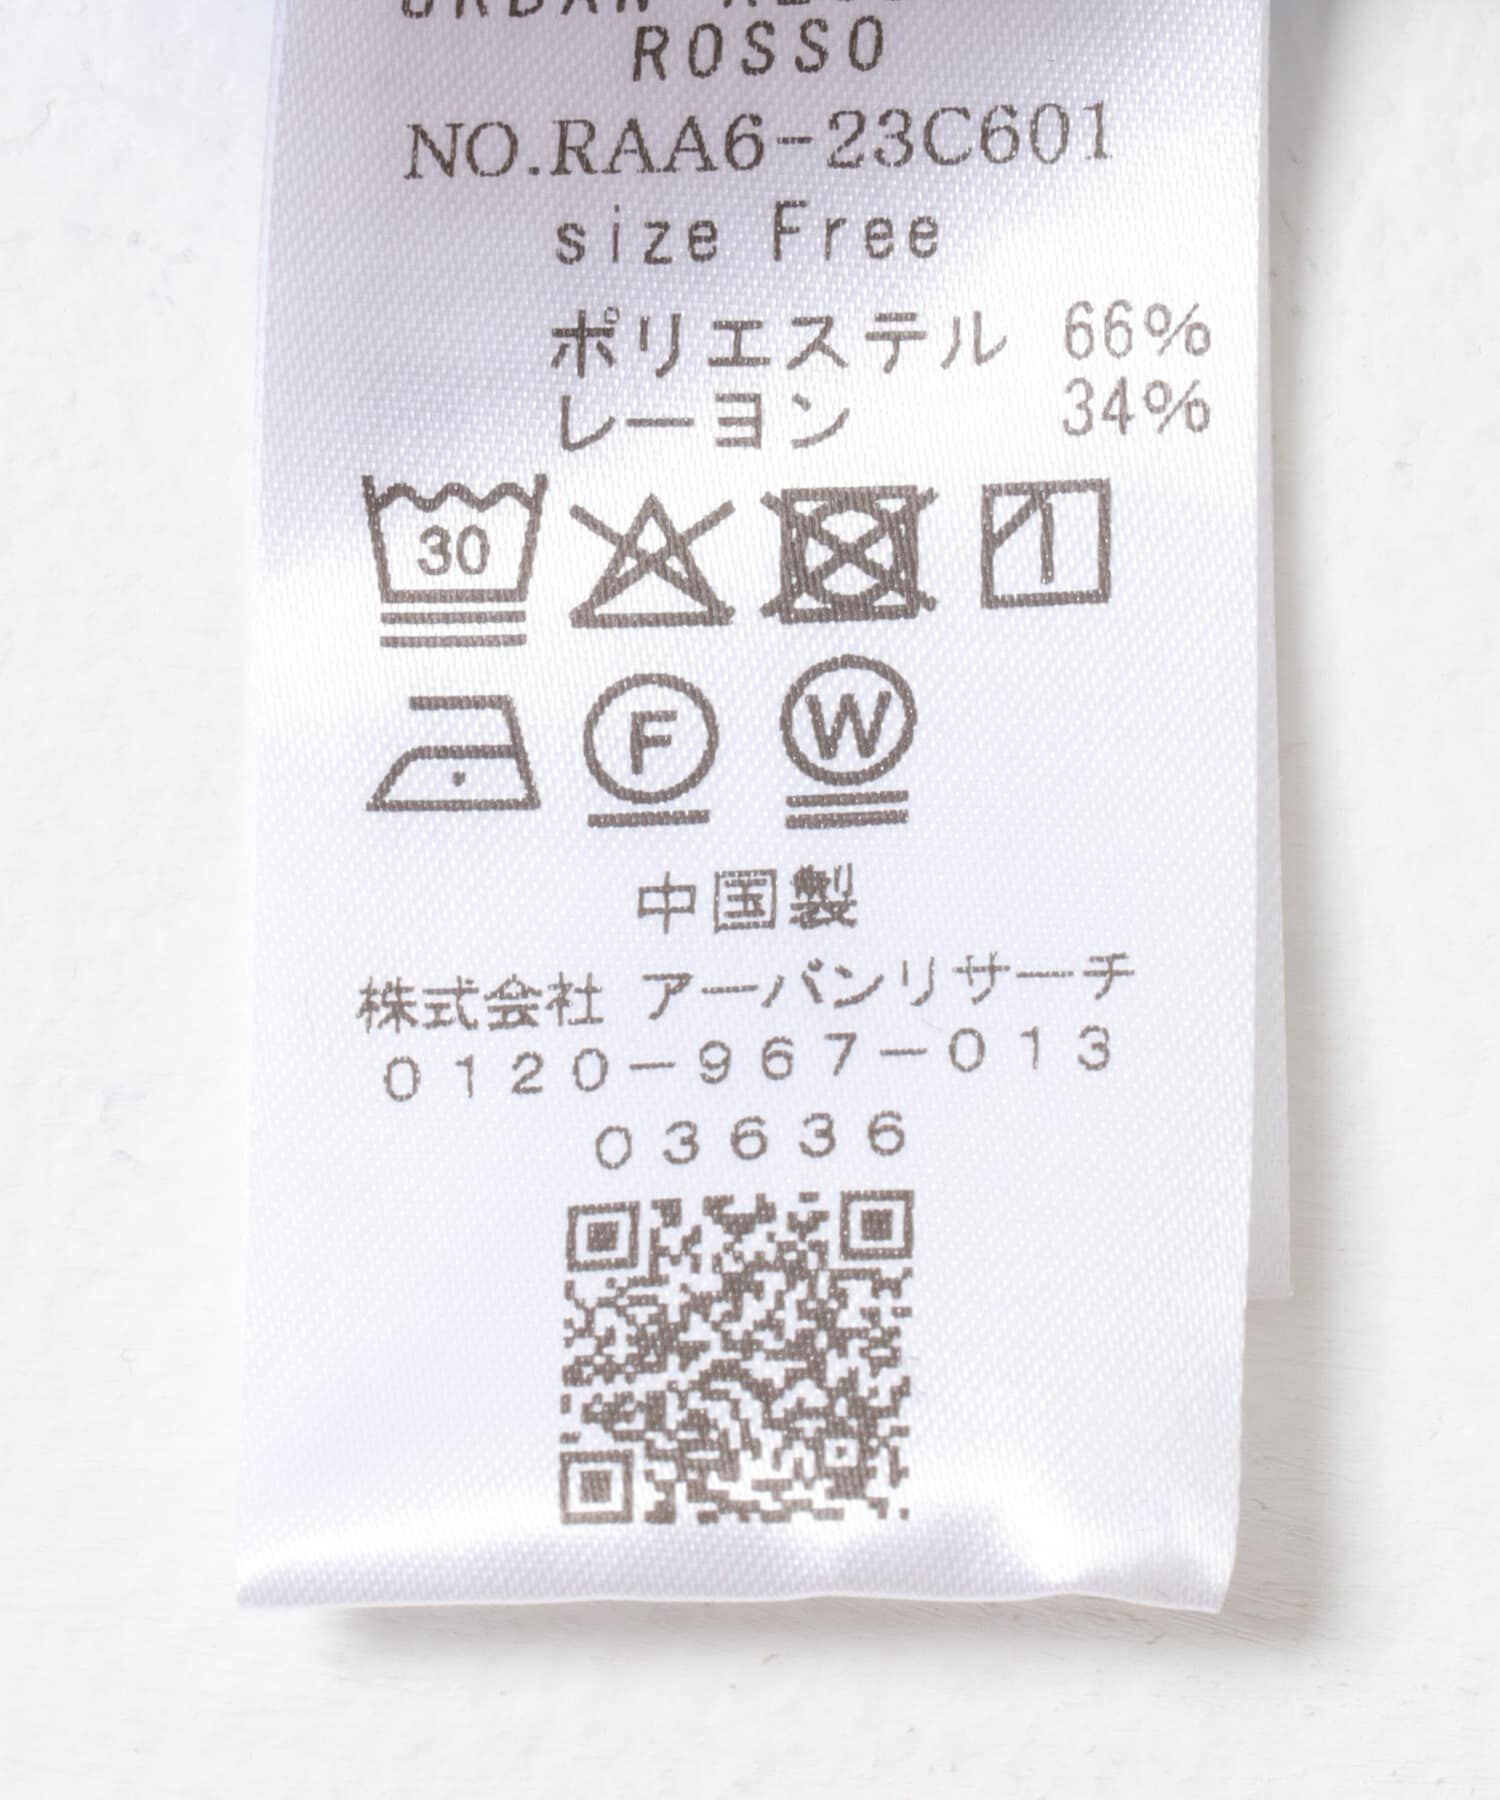 URBAN
ROSSO
NO.RAA6-23C601
size Free
ポリエステル 66%
レーヨン 34%
30
F
W
中国製
株式会社 アーバンリサーチ
0120-967-013
03636